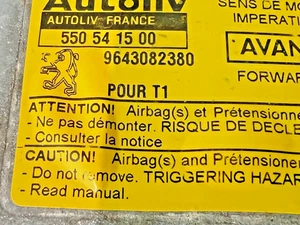 Autoliv
AUTOLIV-FRANCE
550 54 15 00
9643082380
POUR T1
SENS DE MO
IMPERATI
AVAN
FORWAR
ATTENTION! Airbag(s) et Prétensionne
- Ne pas démonter. RISQUE DE DECLE
- Consulter la notice
CAUTION! Airbag(s) and Pretensione
- Do not remove. TRIGGERING HAZAR
- Read manual.